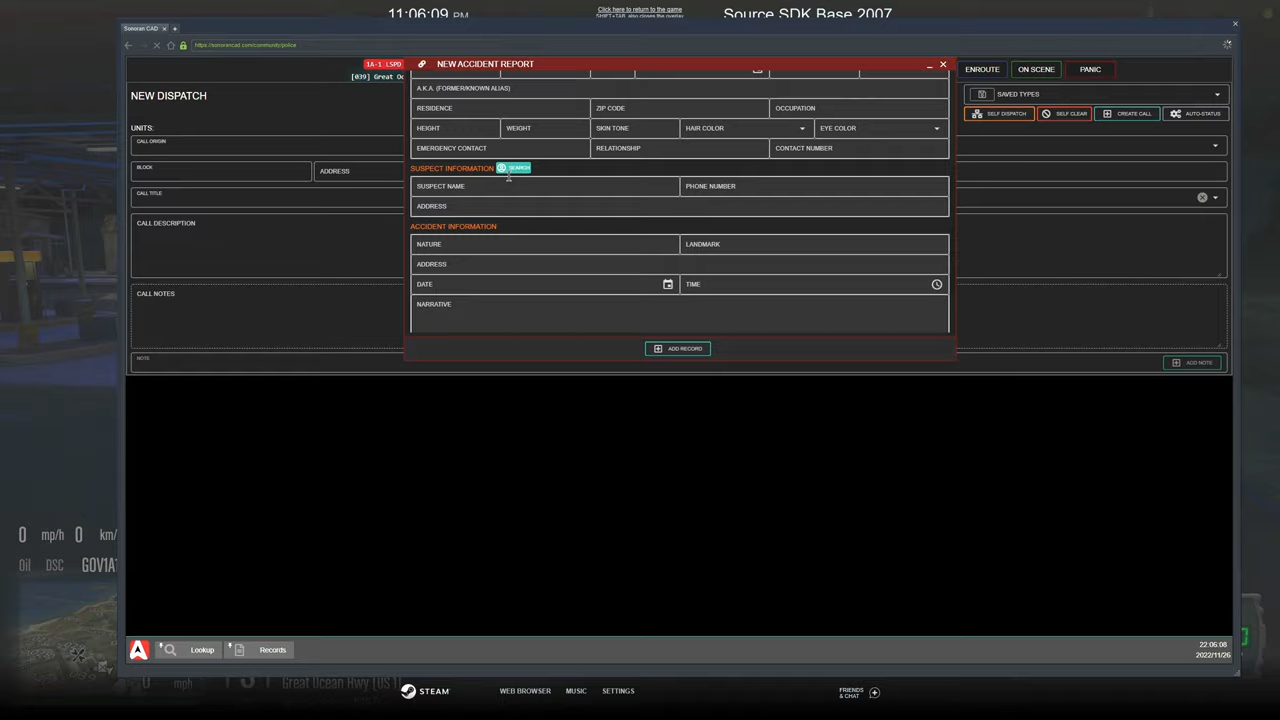 11:06:09 PM
Click here to return to the game
SHIFT+TAB also closes the overlay
Source SDK Base 2007
Sonoran CAD
https://sonorancad.com/community/police
1A-1 LSPD
[039] Great Oc
NEW ACCIDENT REPORT
ENROUTE
ON SCENE
PANIC
NEW DISPATCH
SAVED TYPES
SELF DISPATCH
SELF CLEAR
CREATE CALL
AUTO-STATUS
UNITS:
CALL ORIGIN
BLOCK
ADDRESS
CALL TITLE
CALL DESCRIPTION
CALL NOTES
NOTE
ADD NOTE
A.K.A. (FORMER/KNOWN ALIAS)
RESIDENCE
ZIP CODE
OCCUPATION
HEIGHT
WEIGHT
SKIN TONE
HAIR COLOR
EYE COLOR
EMERGENCY CONTACT
RELATIONSHIP
CONTACT NUMBER
SUSPECT INFORMATION
SEARCH
SUSPECT NAME
PHONE NUMBER
ADDRESS
ACCIDENT INFORMATION
NATURE
LANDMARK
ADDRESS
DATE
TIME
NARRATIVE
ADD RECORD
0 mp/h 0 km/
Oil DSC GOV1A
Lookup
Records
22:06:08
2022/11/26
mph
Great Ocean Hwy [US 1]
STEAM
WEB BROWSER
MUSIC
SETTINGS
FRIENDS
& CHAT